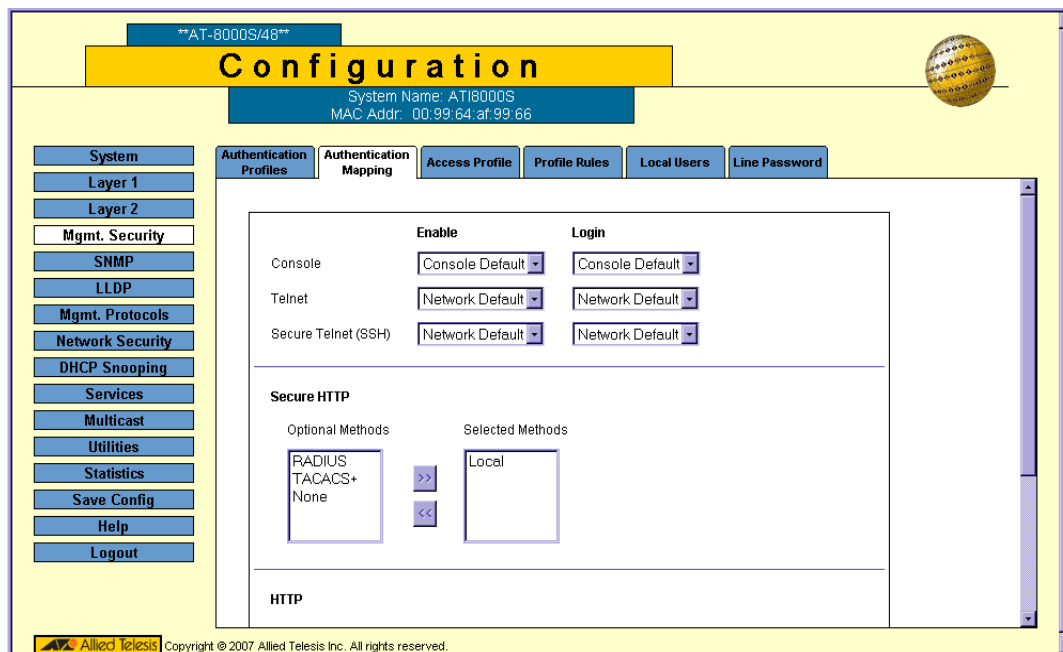 **AT-8000S/48**
Configuration
System Name: ATI8000S
MAC Addr: 00:99:64:af:99:66
System
Layer 1
Layer 2
Mgmt. Security
SNMP
LLDP
Mgmt. Protocols
Network Security
DHCP Snooping
Services
Multicast
Utilities
Statistics
Save Config
Help
Logout
Authentication Profiles
Authentication Mapping
Access Profile
Profile Rules
Local Users
Line Password
Enable Login
Console Console Default Console Default
Telnet Network Default Network Default
Secure Telnet (SSH) Network Default Network Default
Secure HTTP
Optional Methods Selected Methods
RADIUS
TACACS+
None
>>
<<
Local
HTTP
Allied Telesis Copyright © 2007 Allied Telesis Inc. All rights reserved.